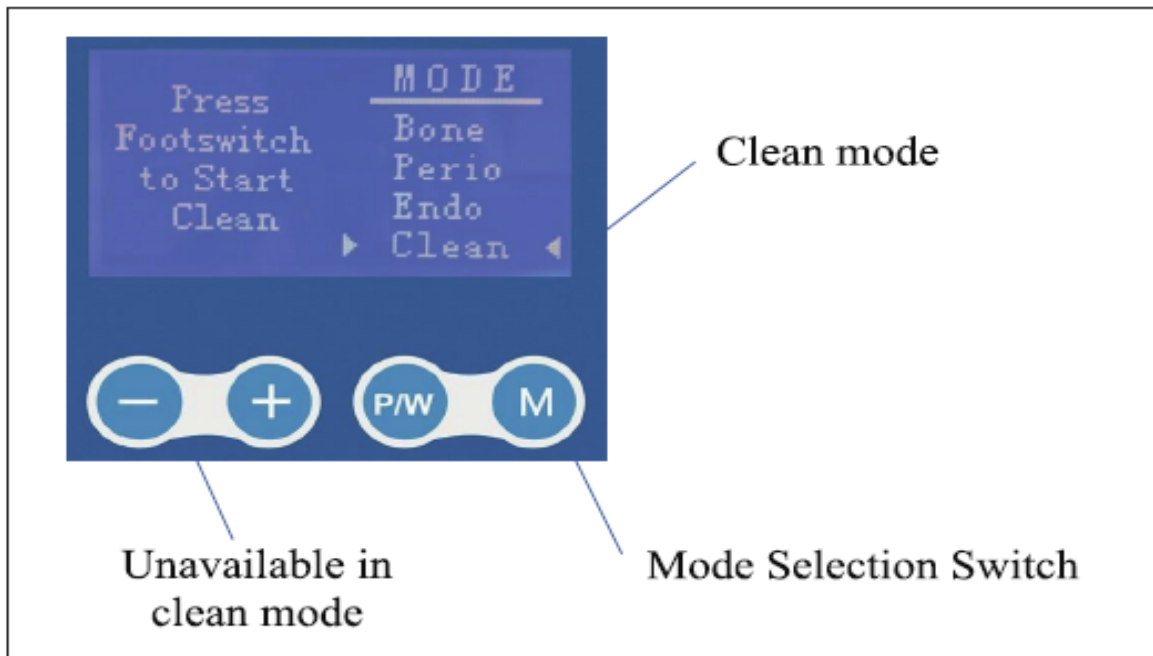 Press
Footswitch
to Start
Clean
MODE
Bone
Perio
Endo
Clean
Clean mode
− +
P/W M
Unavailable in
clean mode
Mode Selection Switch